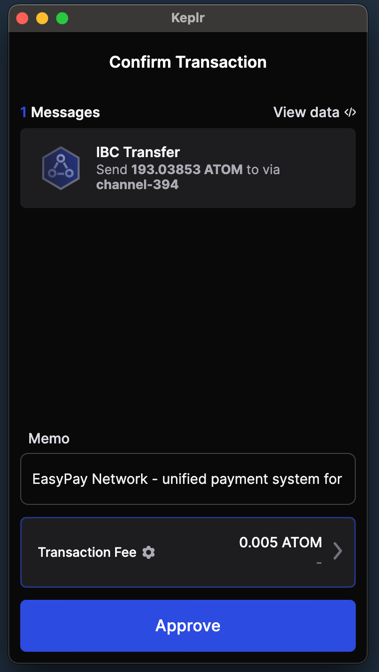 Keplr
Confirm Transaction
1 Messages
View data </>
IBC Transfer
Send 193.03853 ATOM to via
channel-394
Memo
EasyPay Network - unified payment system for
Transaction Fee
0.005 ATOM
-
Approve